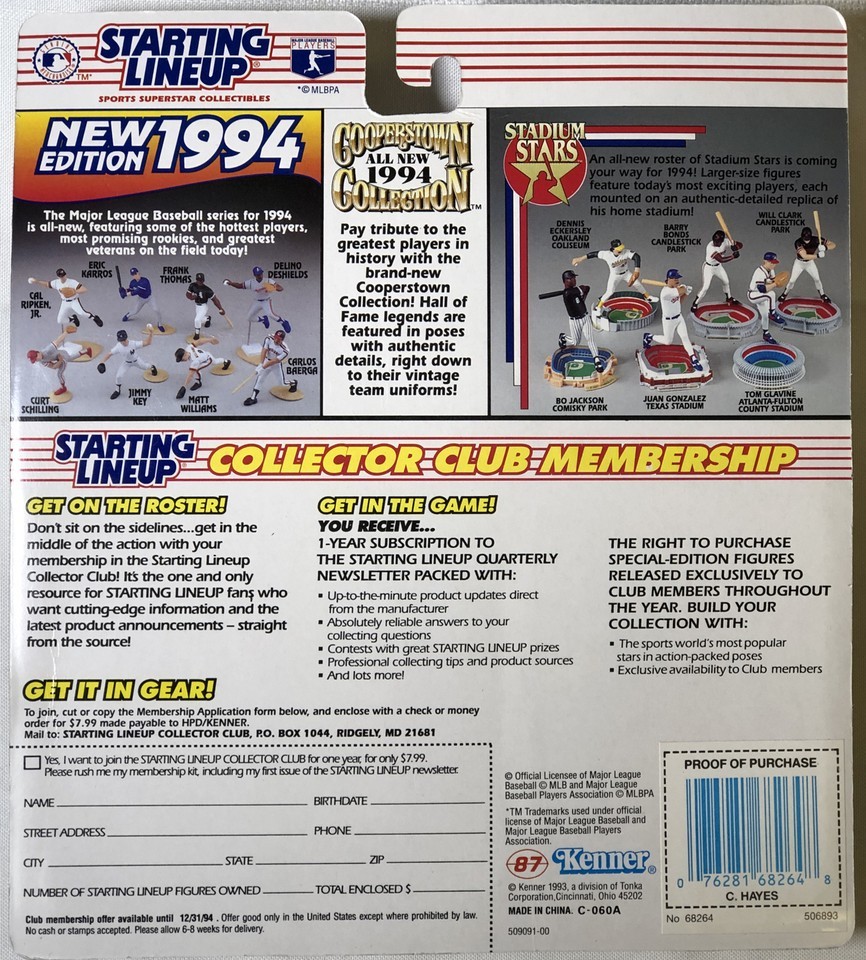 STARTING
LINEUP®
SPORTS SUPERSTAR COLLECTIBLES
TM*
MAJOR LEAGUE BASEBALL
PLAYERS
*© MLBPA
NEW
EDITION 1994
The Major League Baseball series for 1994
is all-new, featuring some of the hottest players,
most promising rookies, and greatest
veterans on the field today!
CAL
RIPKEN,
JR.
ERIC
KARROS
FRANK
THOMAS
DELINO
DESHIELDS
CURT
SCHILLING
JIMMY
KEY
MATT
WILLIAMS
CARLOS
BAERGA
COOPERSTOWN
ALL NEW
1994
COLLECTION™
Pay tribute to the
greatest players in
history with the
brand-new
Cooperstown
Collection! Hall of
Fame legends are
featured in poses
with authentic
details, right down
to their vintage
team uniforms!
STADIUM
STARS
An all-new roster of Stadium Stars is coming
your way for 1994! Larger-size figures
feature today's most exciting players, each
mounted on an authentic-detailed replica of
his home stadium!
DENNIS
ECKERSLEY
OAKLAND
COLISEUM
BARRY
BONDS
CANDLESTICK
PARK
WILL CLARK
CANDLESTICK
PARK
BO JACKSON
COMISKY PARK
JUAN GONZALEZ
TEXAS STADIUM
TOM GLAVINE
ATLANTA-FULTON
COUNTY STADIUM
STARTING
LINEUP® COLLECTOR CLUB MEMBERSHIP
GET ON THE ROSTER!
Don't sit on the sidelines...get in the
middle of the action with your
membership in the Starting Lineup
Collector Club! It's the one and only
resource for STARTING LINEUP fans who
want cutting-edge information and the
latest product announcements – straight
from the source!
GET IN THE GAME!
YOU RECEIVE...
1-YEAR SUBSCRIPTION TO
THE STARTING LINEUP QUARTERLY
NEWSLETTER PACKED WITH:
▪ Up-to-the-minute product updates direct
from the manufacturer
▪ Absolutely reliable answers to your
collecting questions
▪ Contests with great STARTING LINEUP prizes
▪ Professional collecting tips and product sources
▪ And lots more!
THE RIGHT TO PURCHASE
SPECIAL-EDITION FIGURES
RELEASED EXCLUSIVELY TO
CLUB MEMBERS THROUGHOUT
THE YEAR. BUILD YOUR
COLLECTION WITH:
▪ The sports world's most popular
stars in action-packed poses
▪ Exclusive availability to Club members
GET IT IN GEAR!
To join, cut or copy the Membership Application form below, and enclose with a check or money
order for $7.99 made payable to HPD/KENNER.
Mail to: STARTING LINEUP COLLECTOR CLUB, P.O. BOX 1044, RIDGELY, MD 21681
Yes, I want to join the STARTING LINEUP COLLECTOR CLUB for one year, for only $7.99.
Please rush me my membership kit, including my first issue of the STARTING LINEUP newsletter.
NAME BIRTHDATE
STREET ADDRESS PHONE
CITY STATE ZIP
NUMBER OF STARTING LINEUP FIGURES OWNED TOTAL ENCLOSED $
Club membership offer available until 12/31/94 . Offer good only in the United States except where prohibited by law.
No cash or stamps accepted. Please allow 6-8 weeks for delivery.
© Official Licensee of Major League
Baseball © MLB and Major League
Baseball Players Association © MLBPA
*TM Trademarks used under official
license of Major League Baseball and
Major League Baseball Players
Association.
87 Kenner®
© Kenner 1993, a division of Tonka
Corporation,Cincinnati, Ohio 45202
MADE IN CHINA. C-060A
509091-00
PROOF OF PURCHASE
0 76281 68264 8
C. HAYES
No 68264 506893